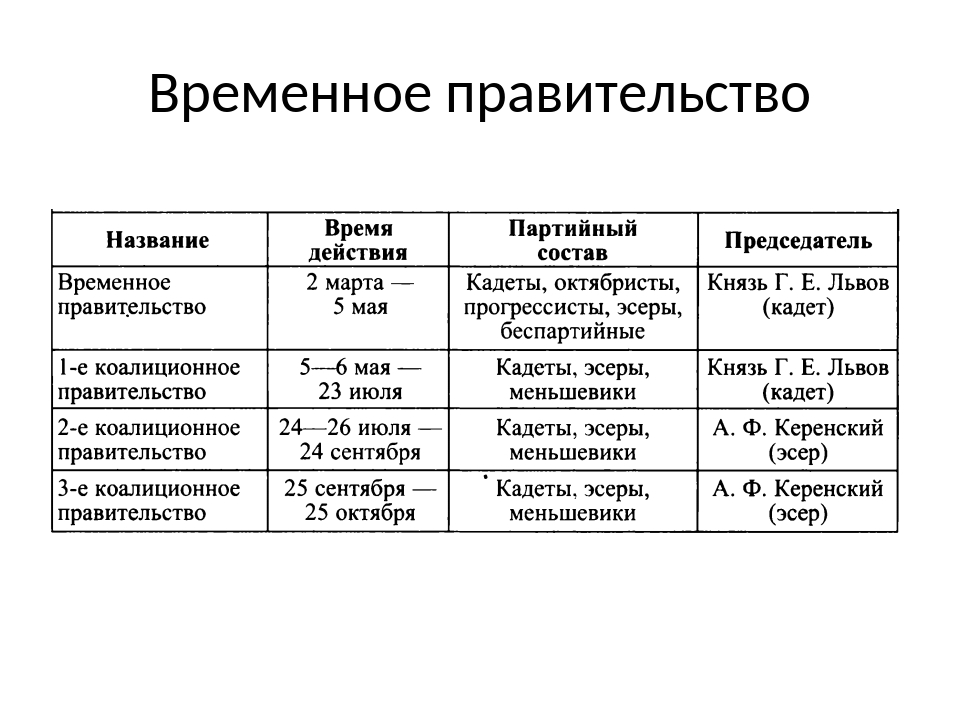 Временное правительство
Название
Время
действия
Партийный
состав
Председатель
Временное
правительство
2 марта —
5 мая
Кадеты, октябристы,
прогрессисты, эсеры,
беспартийные
Князь Г. Е. Львов
(кадет)
1-е коалиционное
правительство
5—6 мая —
23 июля
Кадеты, эсеры,
меньшевики
Князь Г. Е. Львов
(кадет)
2-е коалиционное
правительство
24—26 июля —
24 сентября
Кадеты, эсеры,
меньшевики
А. Ф. Керенский
(эсер)
3-е коалиционное
правительство
25 сентября —
25 октября
Кадеты, эсеры,
меньшевики
А. Ф. Керенский
(эсер)